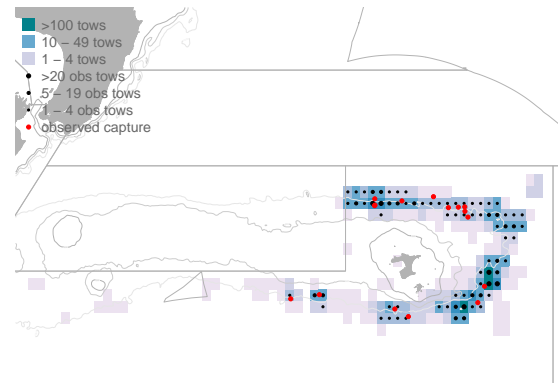 >100 tows
10 – 49 tows
1 – 4 tows
>20 obs tows
5 – 19 obs tows
1 – 4 obs tows
observed capture